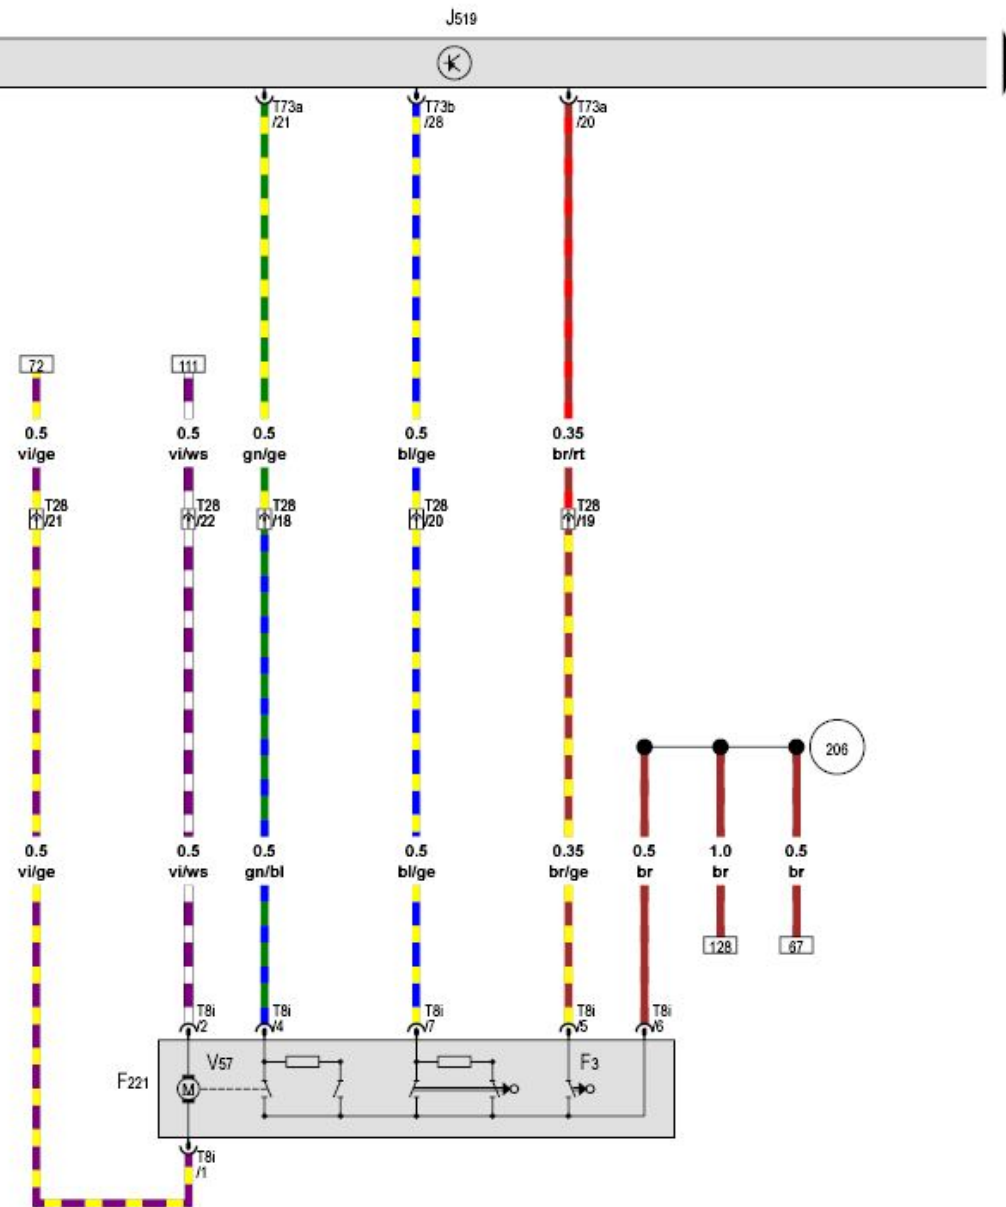 J519
T73a
/21
T73b
/28
T73a
/20
72
111
0.5
vi/ge
0.5
vi/ws
0.5
gn/ge
0.5
bl/ge
0.35
br/rt
T28
/21
T28
/22
T28
/18
T28
/20
T28
/19
206
0.5
vi/ge
0.5
vi/ws
0.5
gn/bl
0.5
bl/ge
0.35
br/ge
0.5
br
1.0
br
0.5
br
128
67
T8i
/2
T8i
/4
T8i
/7
T8i
/5
T8i
/6
F221
V57
F3
M
T8i
/1